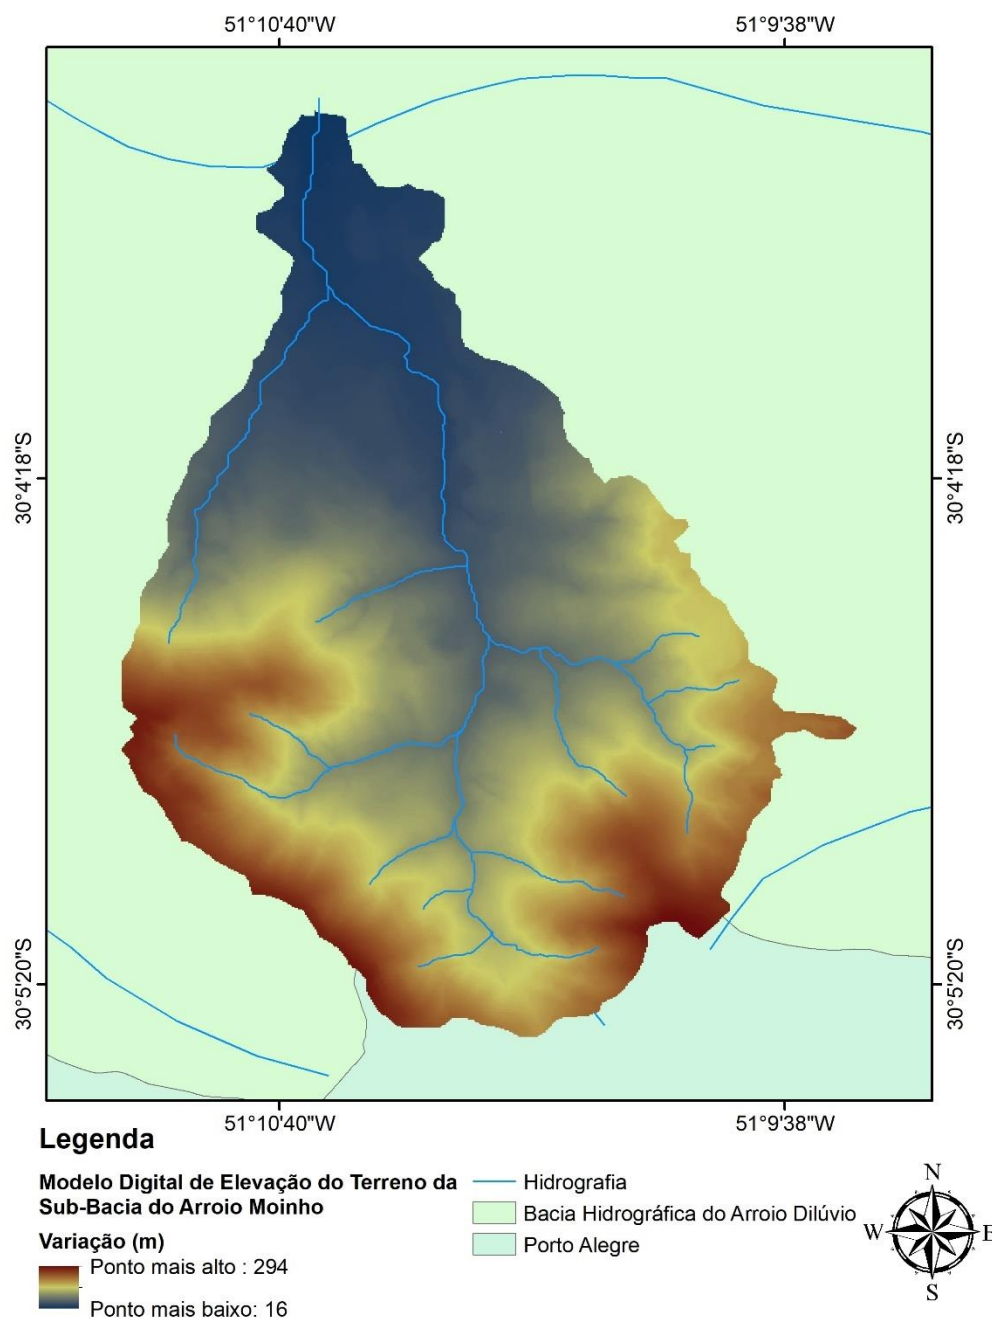 51°10'40"W
51°9'38"W
30°4'18"S
30°4'18"S
30°5'20"S
30°5'20"S
51°10'40"W
51°9'38"W
Legenda
Modelo Digital de Elevação do Terreno da
Sub-Bacia do Arroio Moinho
Variação (m)
Ponto mais alto : 294
Ponto mais baixo: 16
Hidrografia
Bacia Hidrográfica do Arroio Dilúvio
Porto Alegre
N
W
E
S